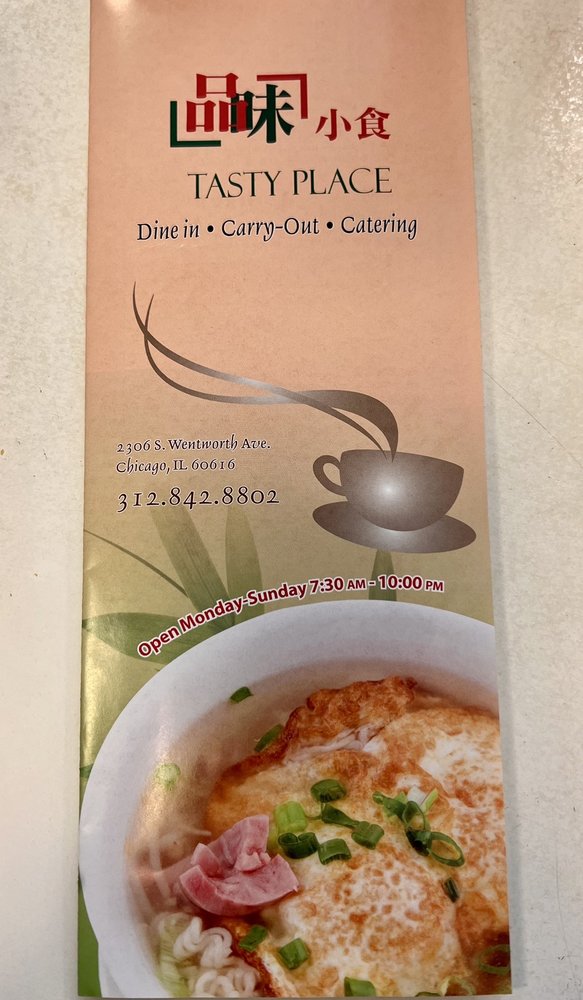 品味小食
TASTY PLACE
Dine in • Carry-Out • Catering
2306 S. Wentworth Ave.
Chicago, IL 60616
312.842.8802
Open Monday-Sunday 7:30 AM - 10:00 PM